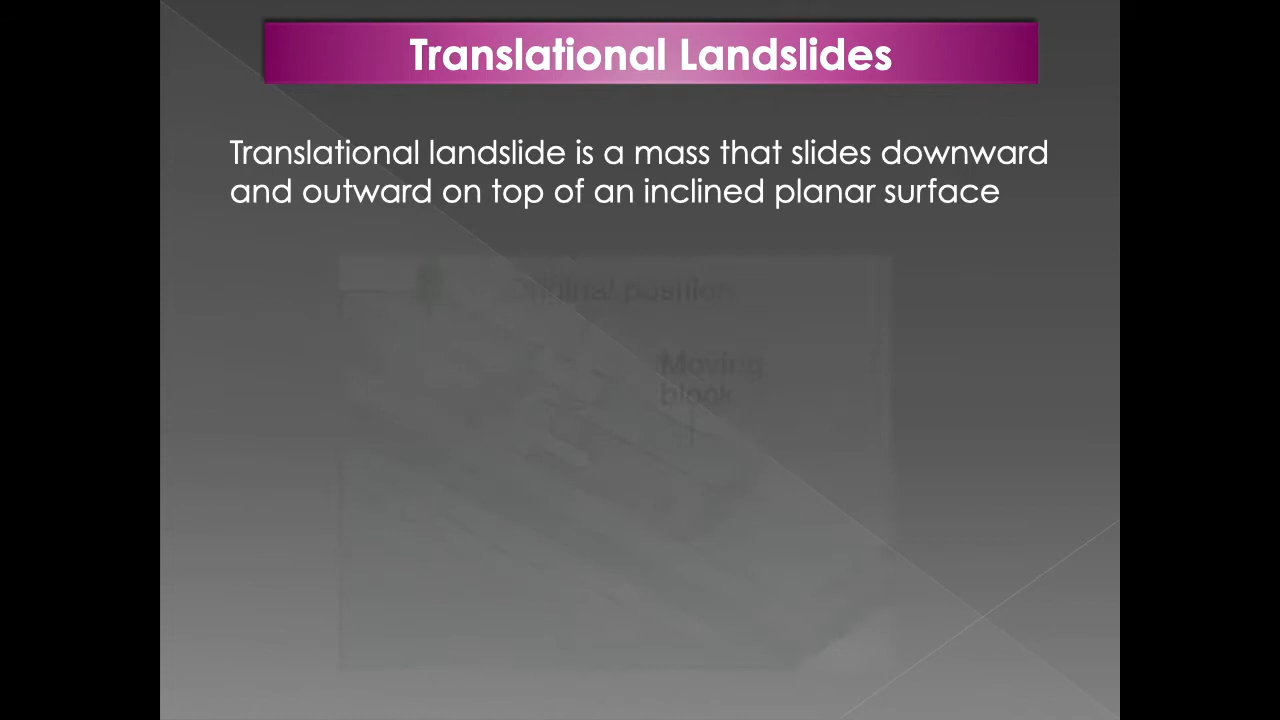 Translational Landslides
Translational landslide is a mass that slides downward
and outward on top of an inclined planar surface
Original position
Moving
block